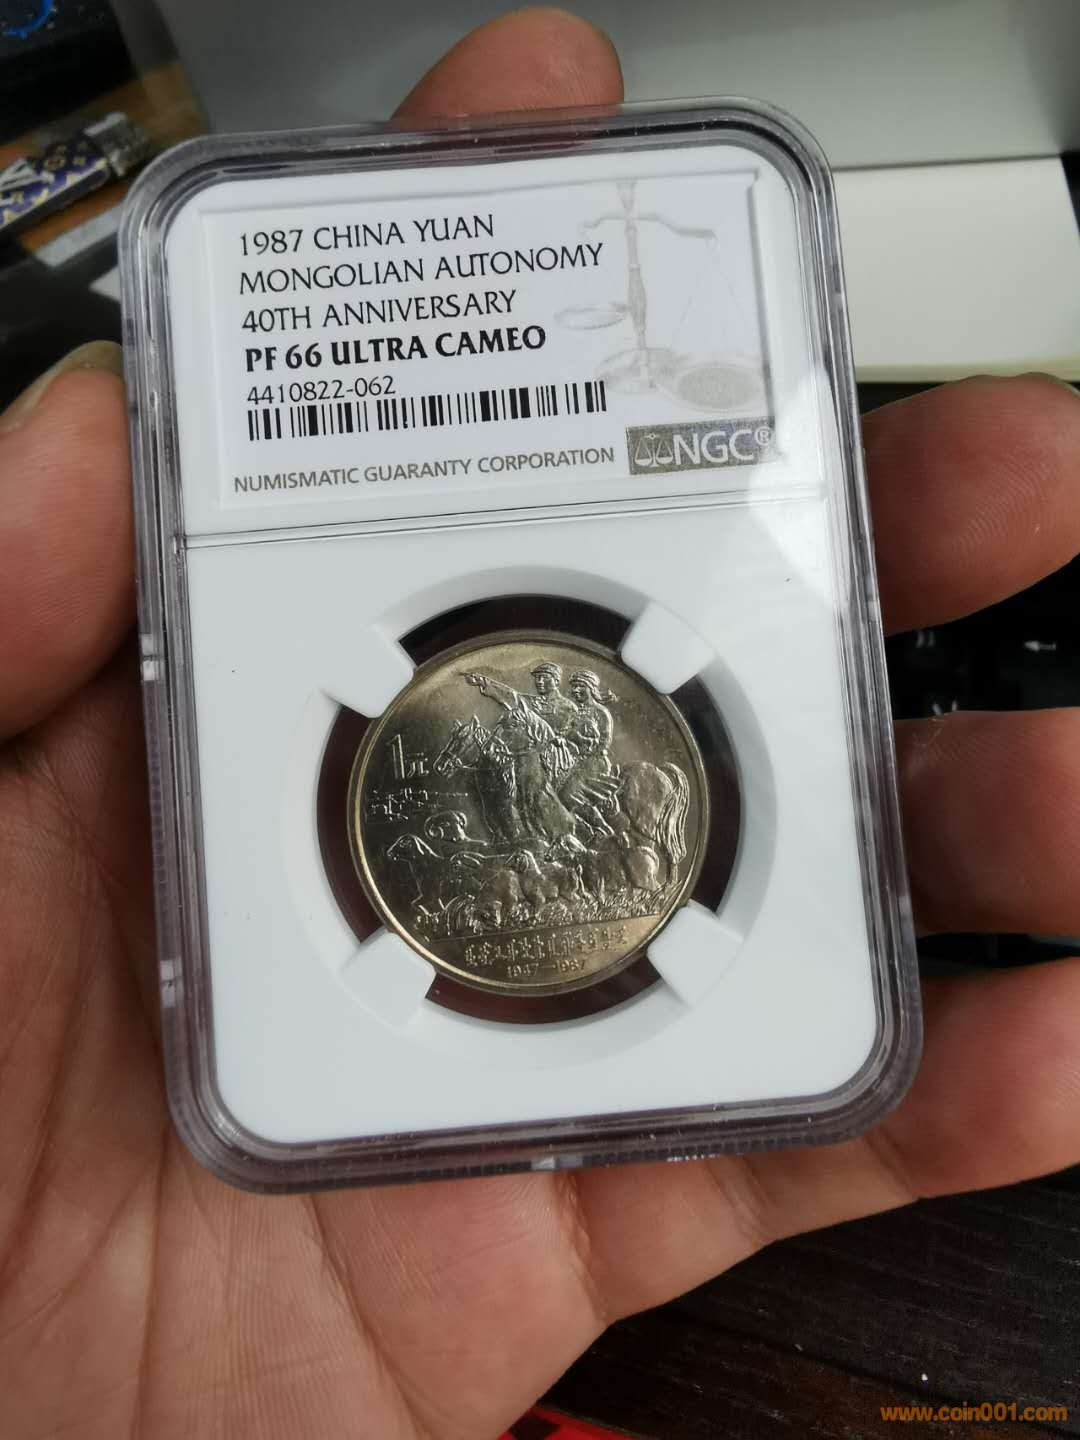 1987 CHINA YUAN
MONGOLIAN AUTONOMY
40TH ANNIVERSARY
PF 66 ULTRA CAMEO
4410822-062
NUMISMATIC GUARANTY CORPORATION
NGC®
1元
1947—1987
www.coin001.com